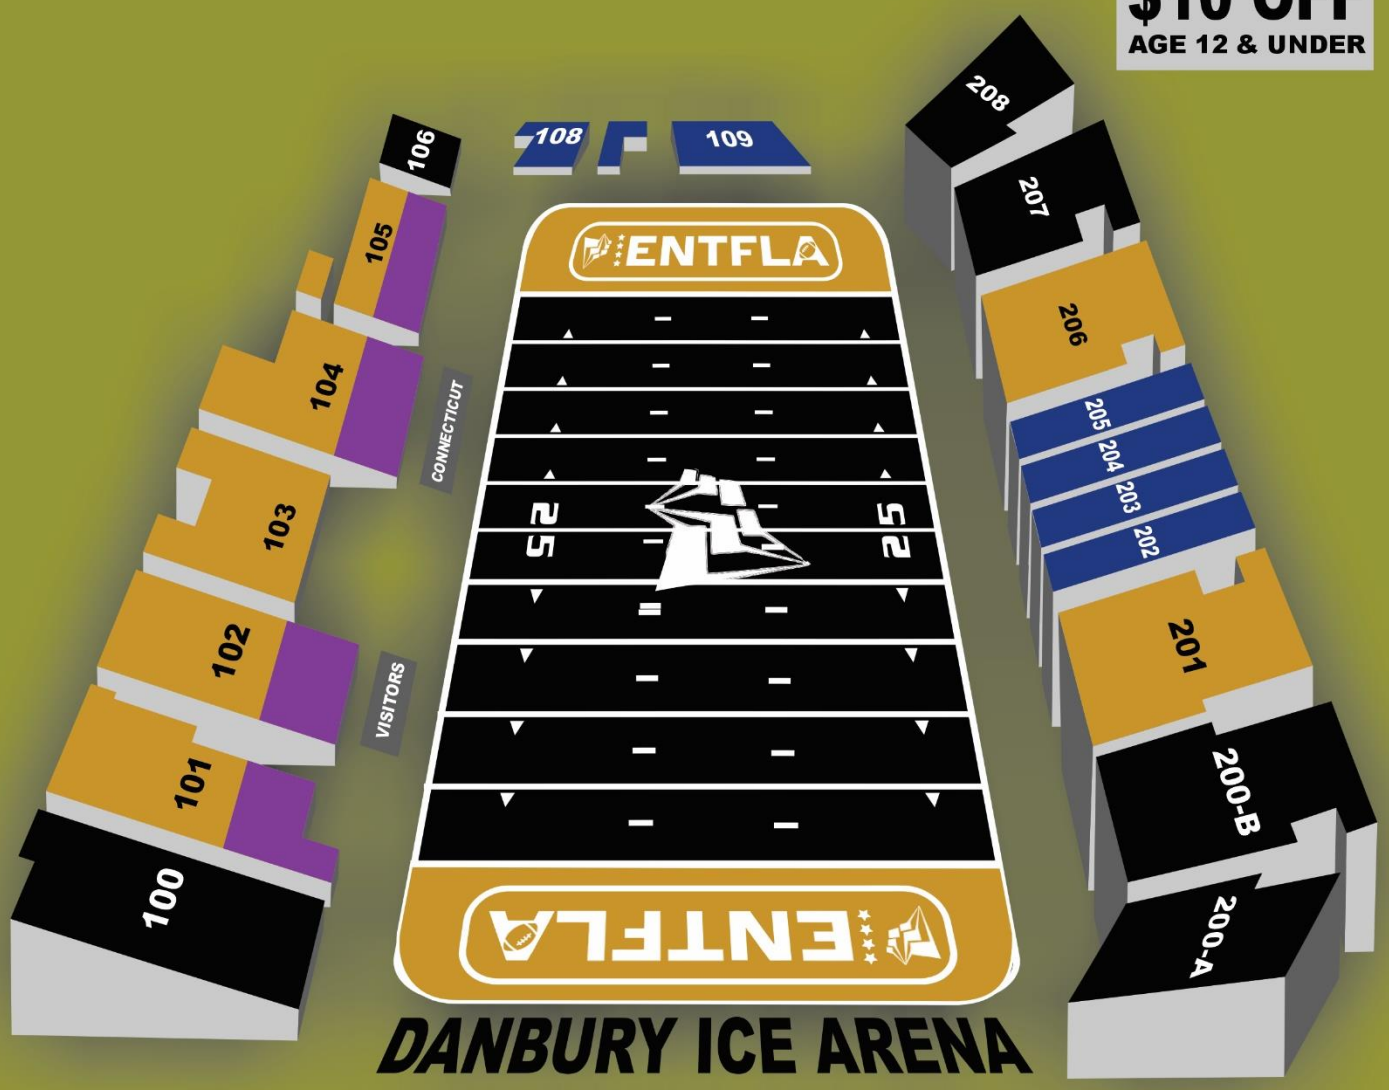 $10 OFF
AGE 12 & UNDER
208
106
108
109
207
105
ENTFLA
206
104
CONNECTICUT
205
204
203
202
103
25
25
102
201
VISITORS
101
200-B
100
200-A
ENTFLA
DANBURY ICE ARENA